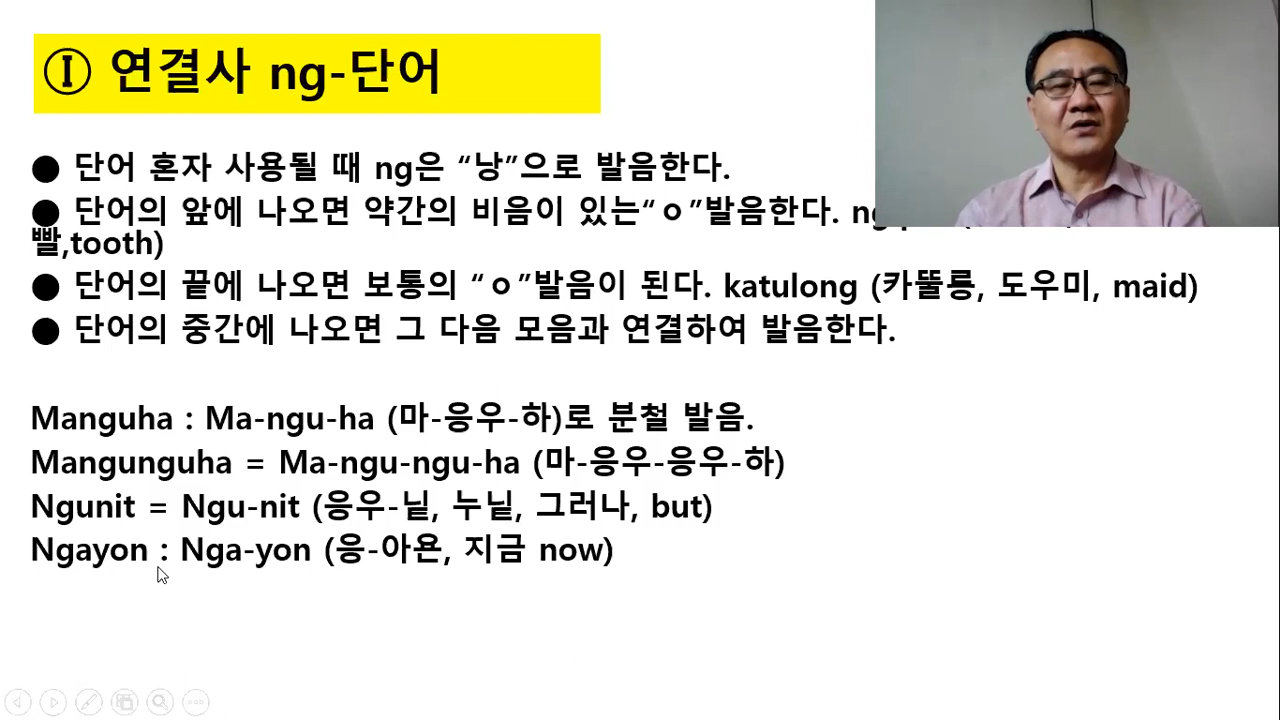 ① 연결사 ng-단어
● 단어 혼자 사용될 때 ng은 “낭”으로 발음한다.
● 단어의 앞에 나오면 약간의 비음이 있는“ㅇ”발음한다.
빨,tooth)
● 단어의 끝에 나오면 보통의 “ㅇ”발음이 된다. katulong (카뚤롱, 도우미, maid)
● 단어의 중간에 나오면 그 다음 모음과 연결하여 발음한다.
Manguha : Ma-ngu-ha (마-응우-하)로 분철 발음.
Mangunguha = Ma-ngu-ngu-ha (마-응우-응우-하)
Ngunit = Ngu-nit (응우-닏, 누닏, 그러나, but)
Ngayon : Nga-yon (응-아욘, 지금 now)